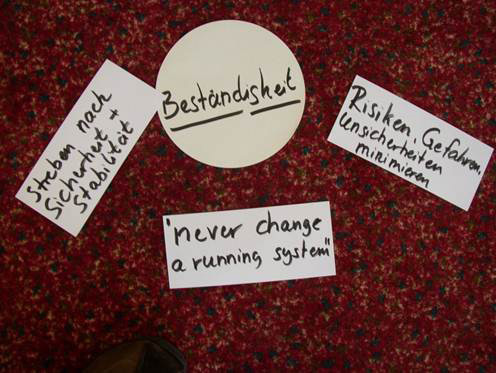 Beständigkeit
Streben nach
Sicherheit +
Stabilität
Risiken, Gefahren,
Unsicherheiten
minimieren
"never change
a running system"